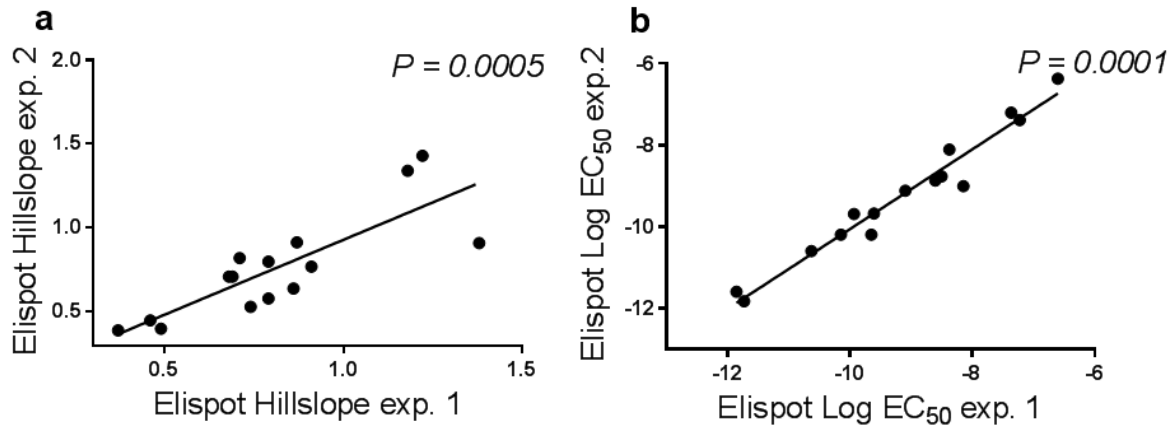 a
P = 0.0005
Elispot Hillslope exp. 2
2.0
1.5
1.0
0.5
0.5 1.0 1.5
Elispot Hillslope exp. 1
b
P = 0.0001
Elispot Log EC50 exp.2
-6
-8
-10
-12
-12 -10 -8 -6
Elispot Log EC50 exp. 1